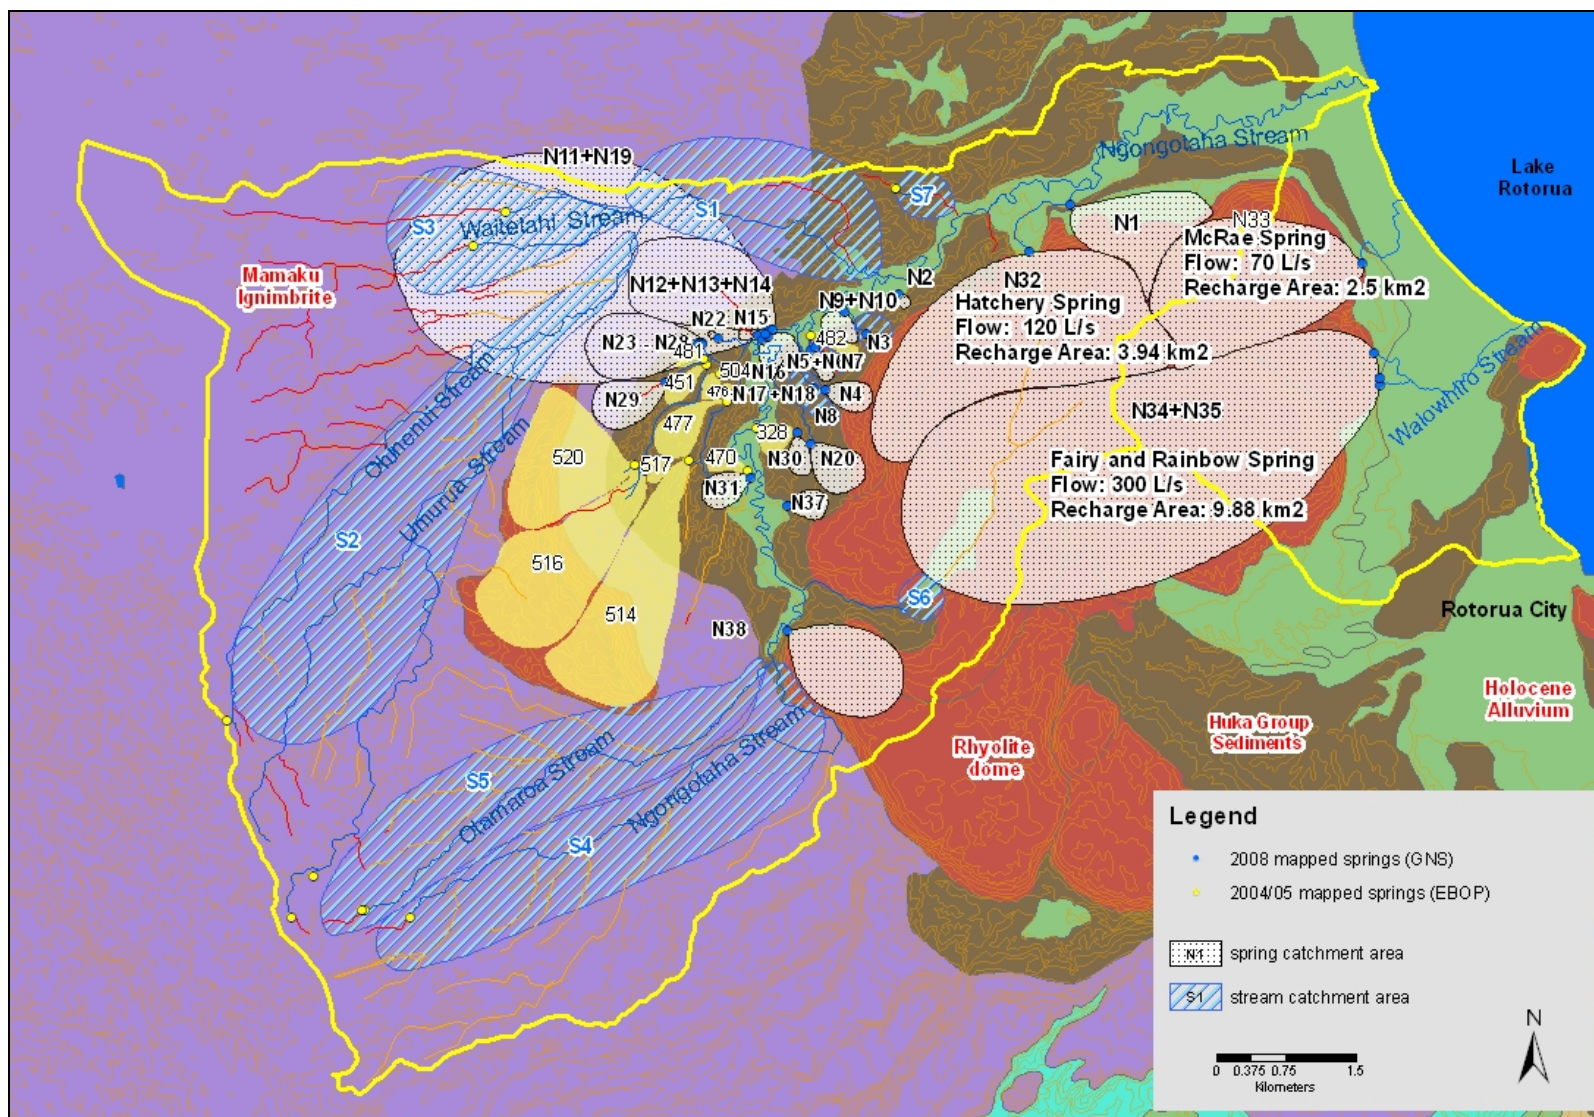 N11+N19
S3
Waitetahi Stream
S1
S7
Ngongotaha Stream
Lake
Rotorua
Mamaku
Ignimbrite
N12+N13+N14
N1
N33
McRae Spring
Flow: 70 L/s
Recharge Area: 2.5 km2
N2
N32
Hatchery Spring
Flow: 120 L/s
Recharge Area: 3.94 km2
N9+N10
N22
N15
N23
N28
481
482
N3
N5
N7
504
N16
451
476
N17+N18
N4
N29
N8
477
328
N34+N35
Waiowhiro Stream
Ohinenui Stream
Umurua Stream
520
517
470
N30
N20
Fairy and Rainbow Spring
Flow: 300 L/s
Recharge Area: 9.88 km2
N31
N37
S2
516
514
S6
N38
Rotorua City
Holocene
Alluvium
Huka Group
Sediments
Rhyolite
dome
S5
Otamaroa Stream
Ngongotaha Stream
S4
Legend
2008 mapped springs (GNS)
2004/05 mapped springs (EBOP)
N1
spring catchment area
S1
stream catchment area
N
0 0.375 0.75 1.5
Kilometers